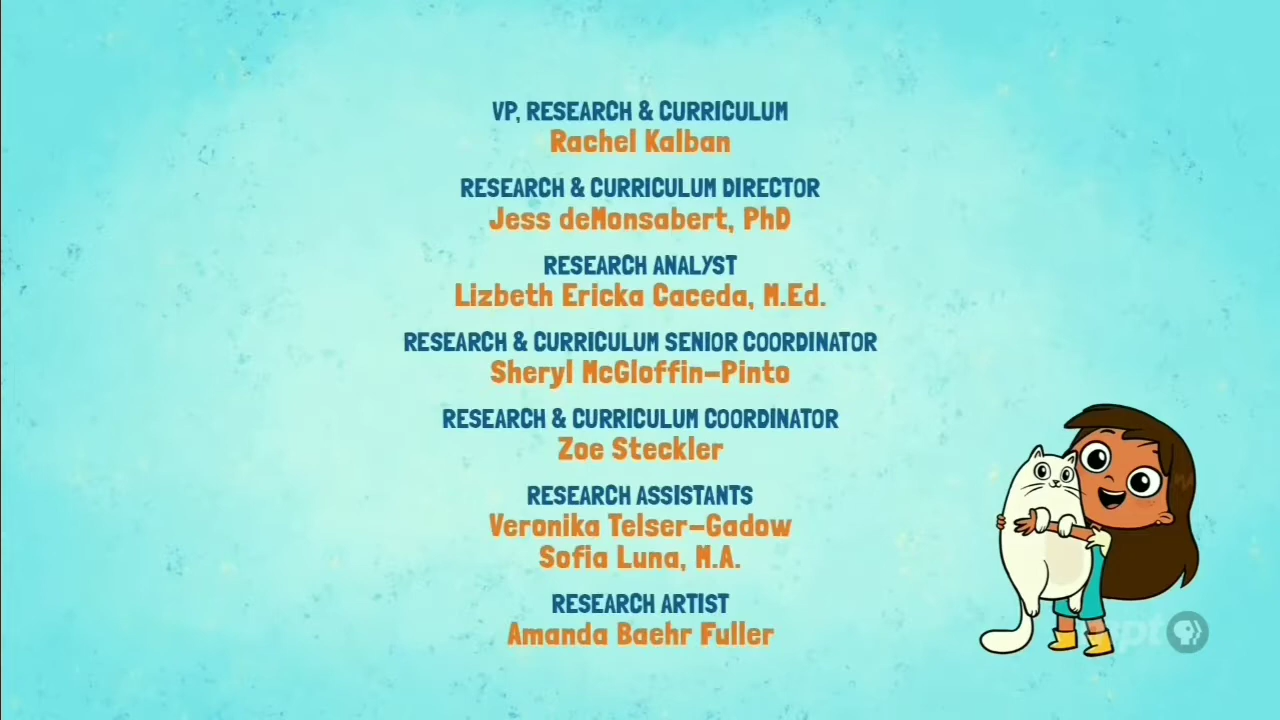 VP, RESEARCH & CURRICULUM
Rachel Kalban
RESEARCH & CURRICULUM DIRECTOR
Jess deMonsabert, PhD
RESEARCH ANALYST
Lizbeth Ericka Caceda, M.Ed.
RESEARCH & CURRICULUM SENIOR COORDINATOR
Sheryl McGloffin-Pinto
RESEARCH & CURRICULUM COORDINATOR
Zoe Steckler
RESEARCH ASSISTANTS
Veronika Telser-Gadow
Sofia Luna, M.A.
RESEARCH ARTIST
Amanda Baehr Fuller